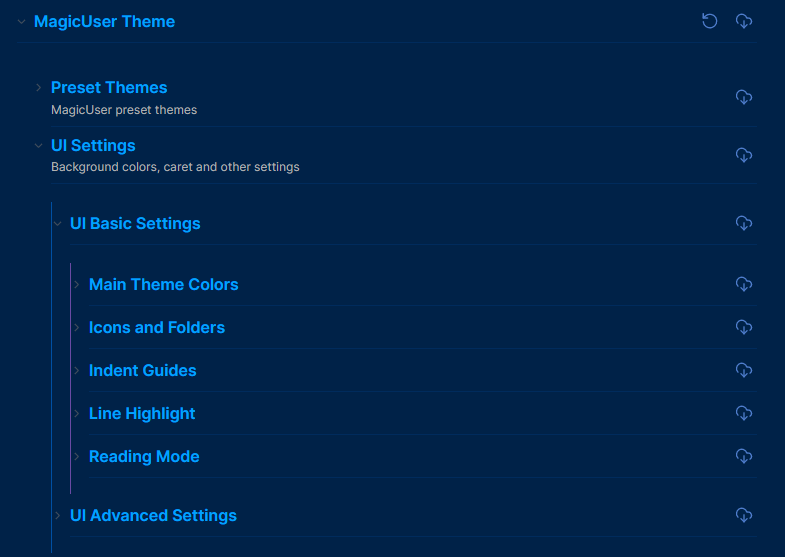 MagicUser Theme
Preset Themes
MagicUser preset themes
UI Settings
Background colors, caret and other settings
UI Basic Settings
Main Theme Colors
Icons and Folders
Indent Guides
Line Highlight
Reading Mode
UI Advanced Settings